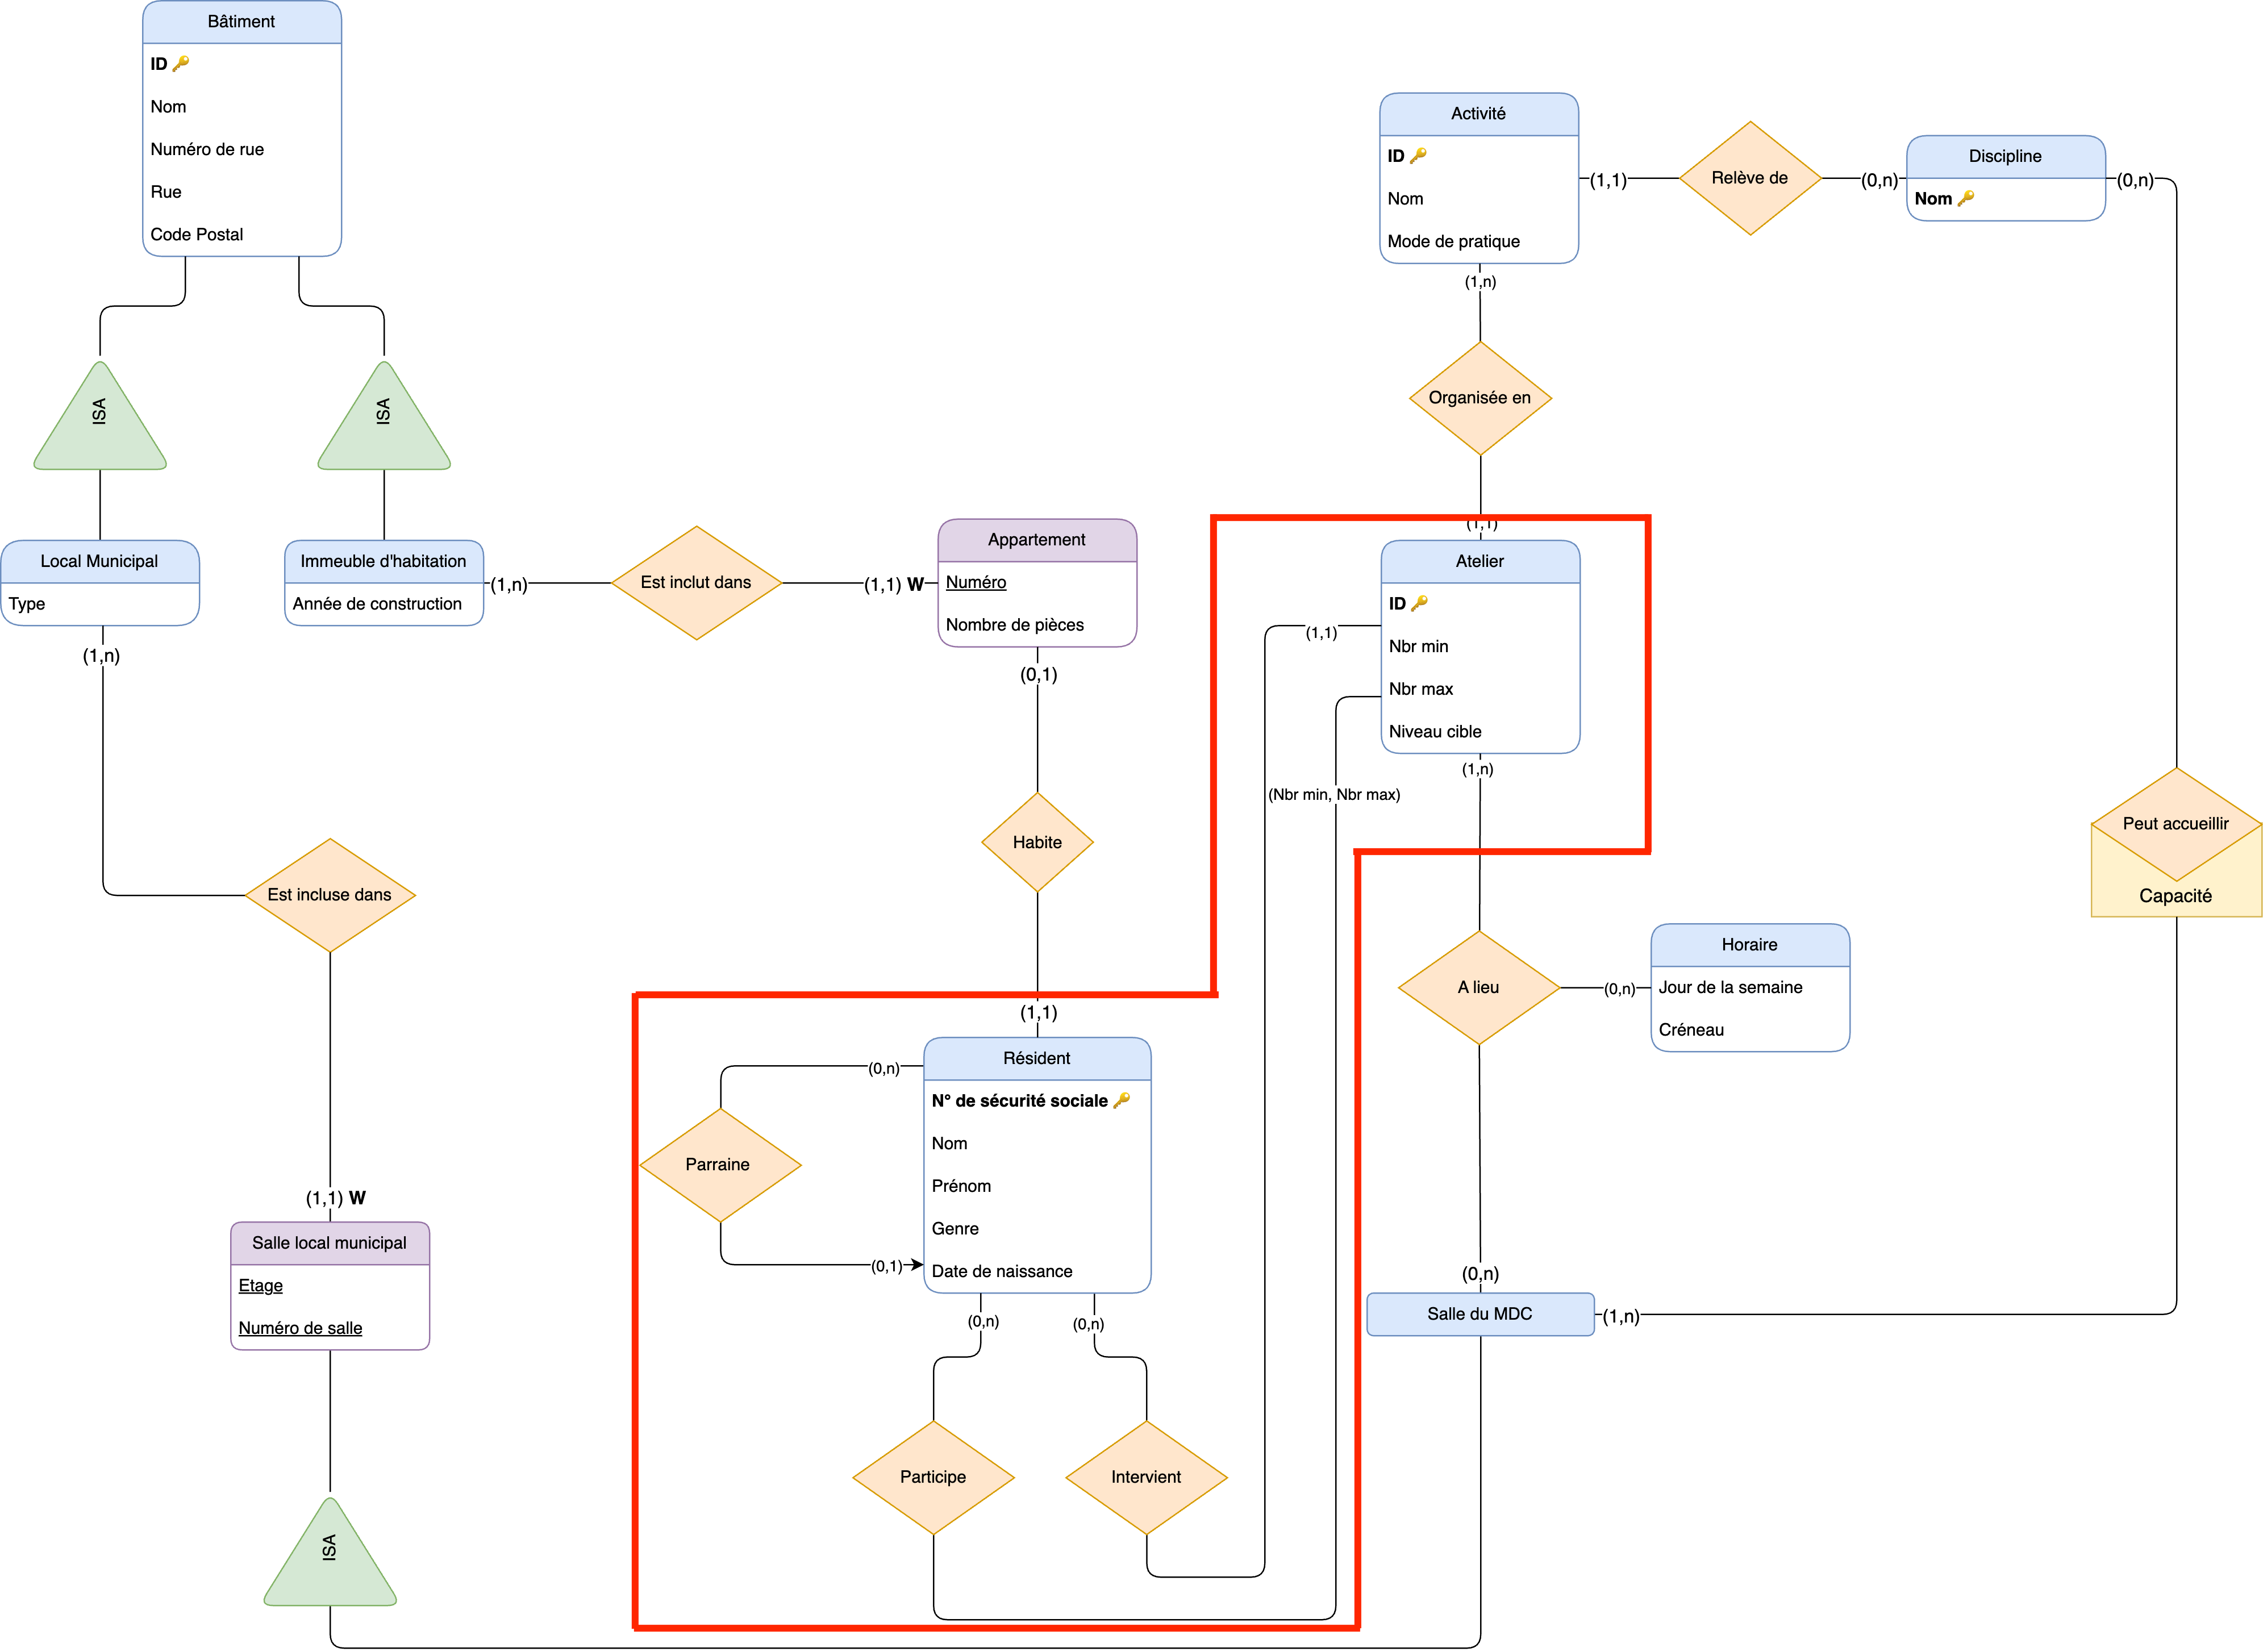 Bâtiment
ID
Nom
Numéro de rue
Rue
Code Postal
Activité
ID
Nom
Mode de pratique
(1,1)
Relève de
(0,n)
Discipline
Nom
(0,n)
(1,n)
Organisée en
(1,1)
ISA
ISA
Local Municipal
Type
(1,n)
Immeuble d'habitation
Année de construction
(1,n)
Est inclut dans
(1,1) W
Appartement
Numéro
Nombre de pièces
(0,1)
Habite
(1,1)
Atelier
ID
Nbr min
Nbr max
Niveau cible
(1,1)
(Nbr min, Nbr max)
(1,n)
Peut accueillir
Capacité
Est incluse dans
(1,1) W
A lieu
(0,n)
Horaire
Jour de la semaine
Créneau
Résident
N° de sécurité sociale
Nom
Prénom
Genre
Date de naissance
(0,n)
Parraine
(0,1)
(0,n)
(0,n)
Participe
Intervient
(0,n)
Salle du MDC
(1,n)
Salle local municipal
Etage
Numéro de salle
ISA